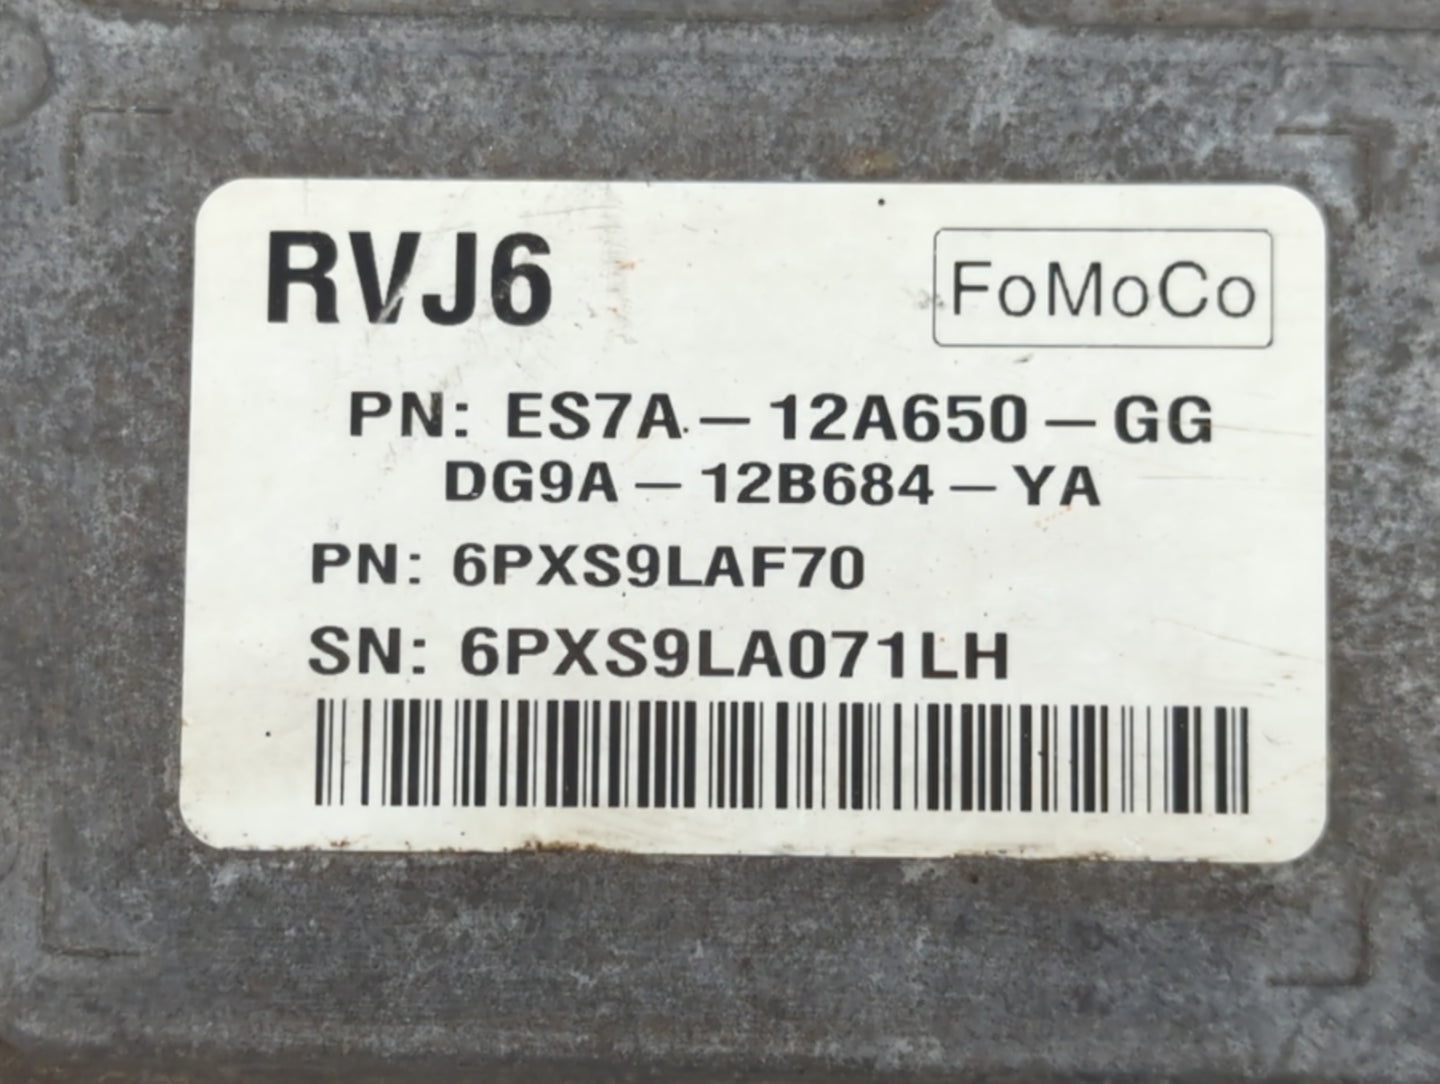 RVJ6
FoMoCo
PN: ES7A-12A650-GG
DG9A-12B684-YA
PN: 6PXS9LAF70
SN: 6PXS9LA071LH